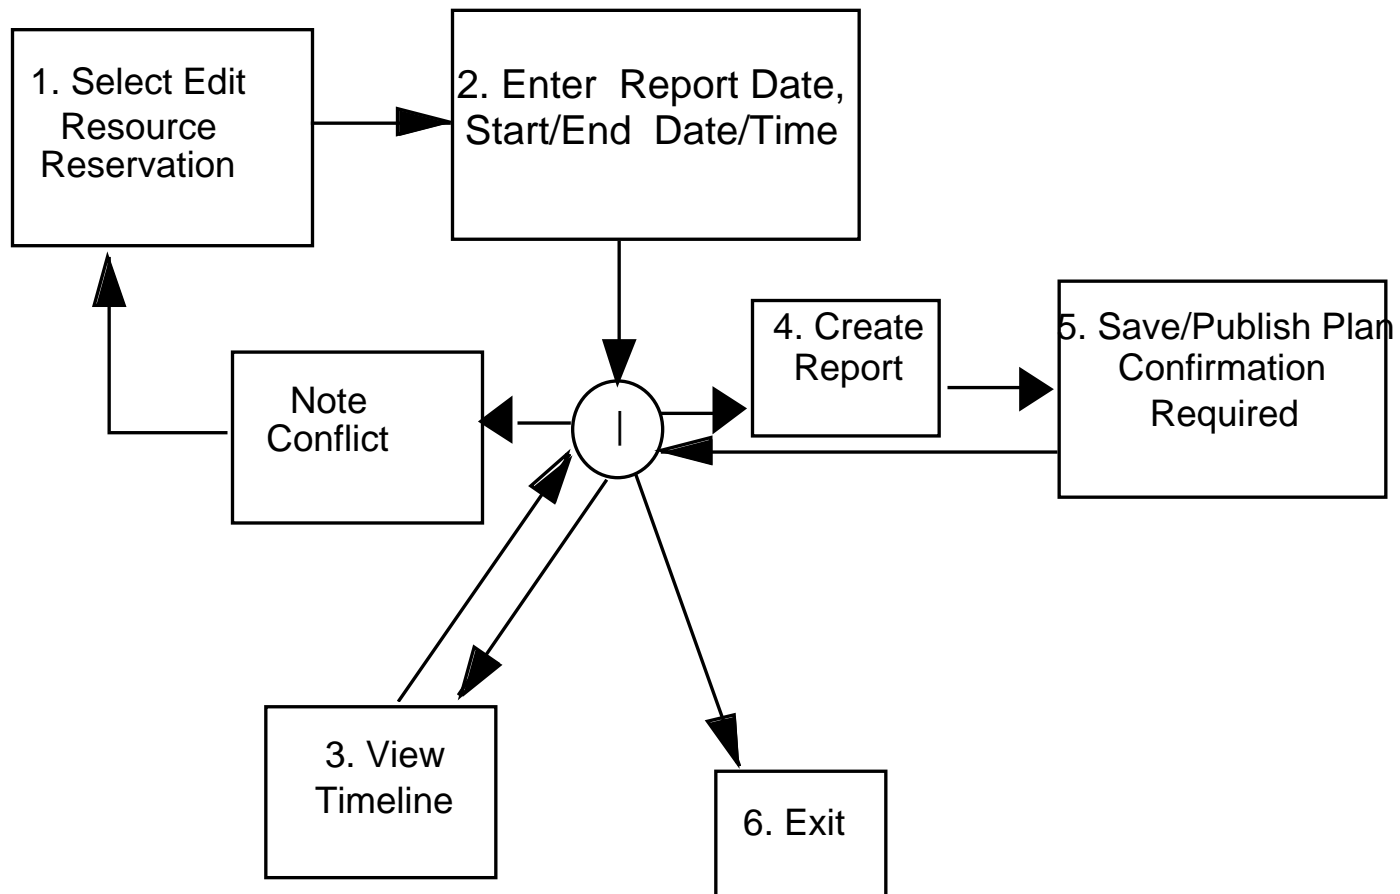 1. Select Edit
Resource
Reservation
2. Enter  Report Date,
Start/End  Date/Time
4. Create
Report
5. Save/Publish Plan
Confirmation
Required
Note
Conflict
I
3. View
Timeline
6. Exit